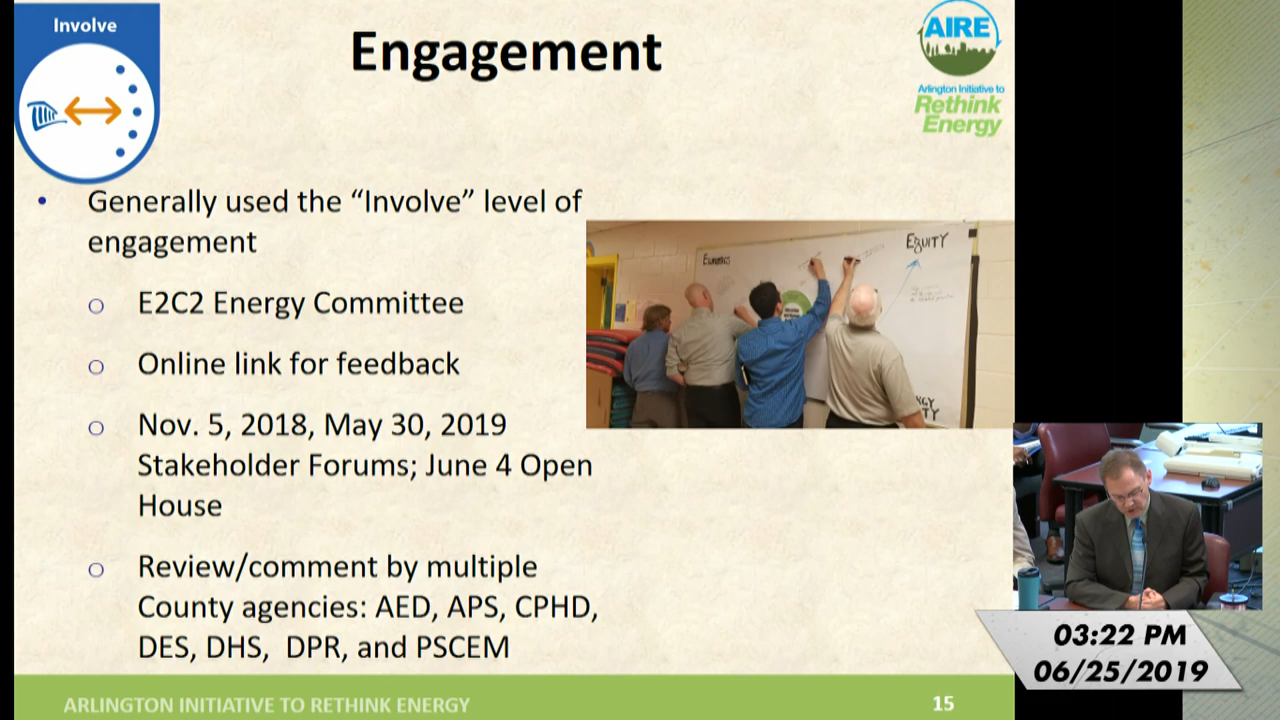 Involve
Engagement
AIRE
Arlington Initiative to
Rethink
Energy
• Generally used the “Involve” level of
engagement
o E2C2 Energy Committee
o Online link for feedback
o Nov. 5, 2018, May 30, 2019
Stakeholder Forums; June 4 Open
House
o Review/comment by multiple
County agencies: AED, APS, CPHD,
DES, DHS, DPR, and PSCEM
Economics
EQUITY
ARLINGTON INITIATIVE TO RETHINK ENERGY
15
03:22 PM
06/25/2019